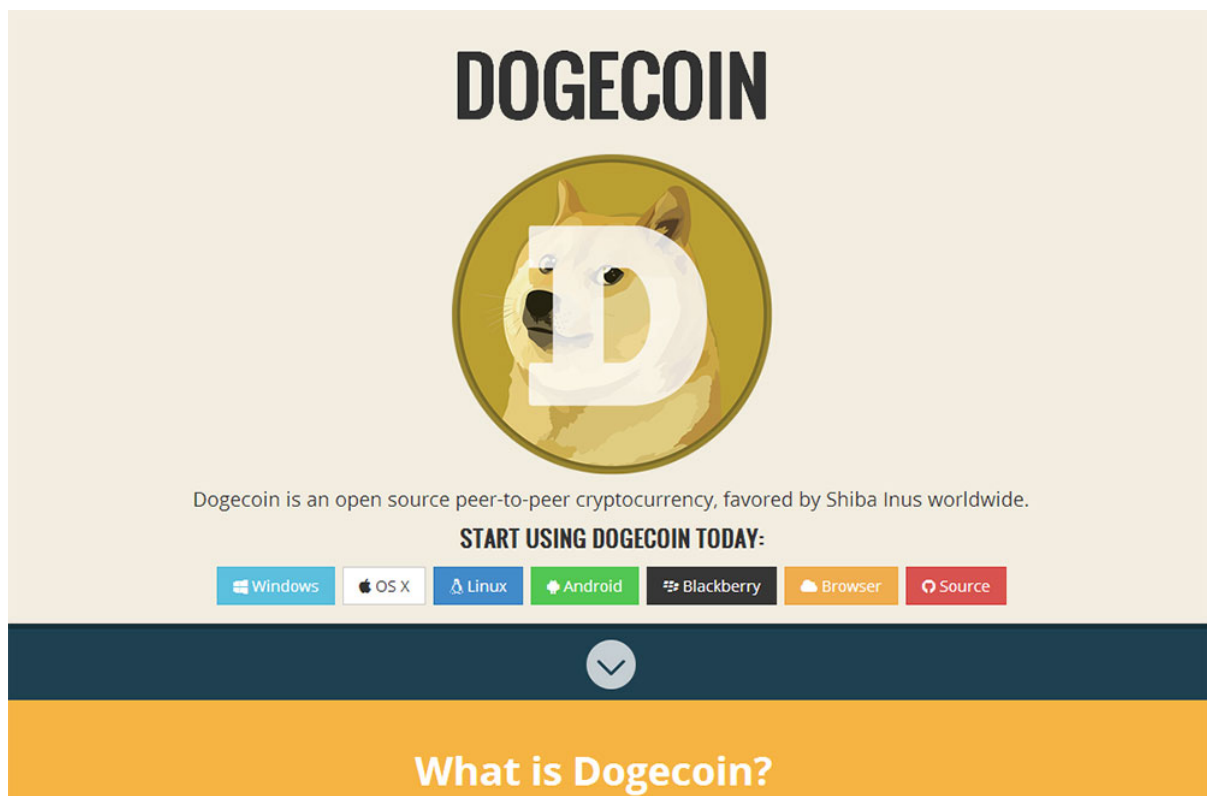 DOGECOIN
D
Dogecoin is an open source peer-to-peer cryptocurrency, favored by Shiba Inus worldwide.
START USING DOGECOIN TODAY:
Windows OS X Linux Android Blackberry Browser Source
What is Dogecoin?